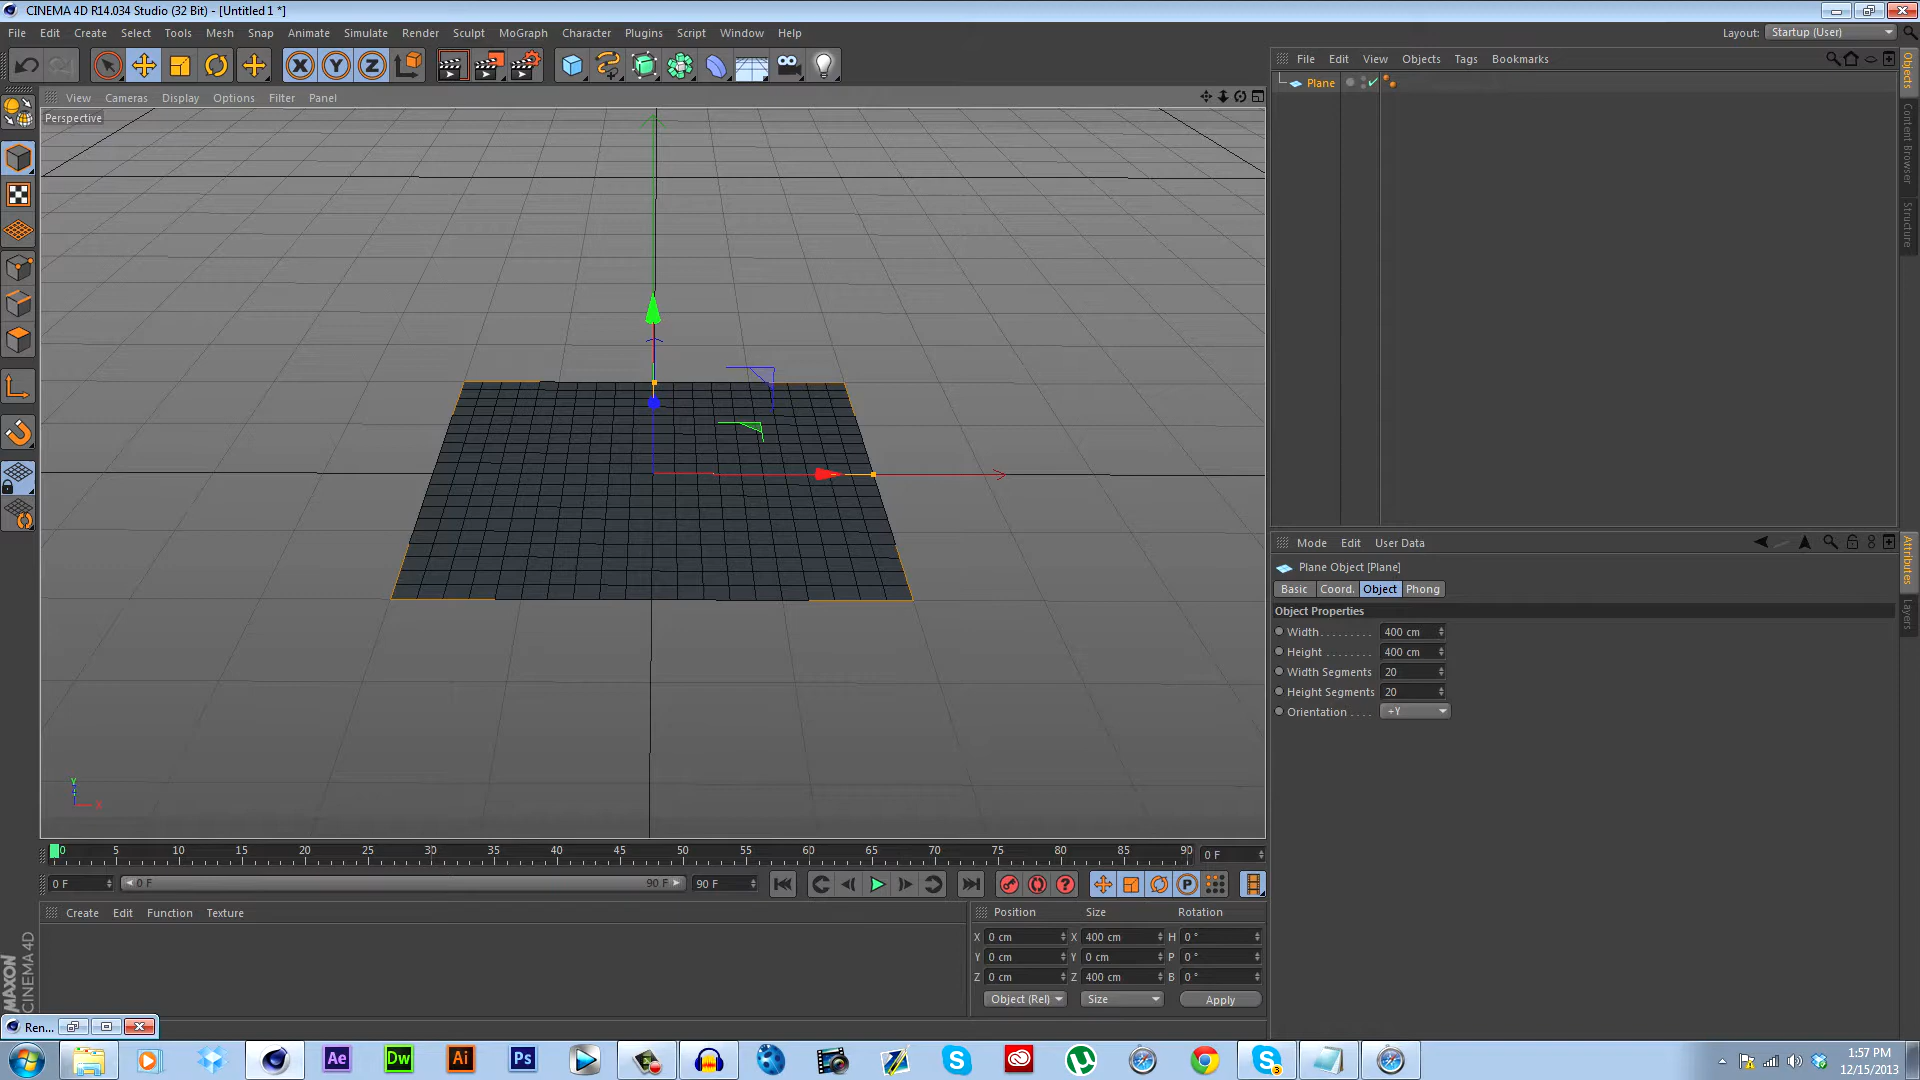 CINEMA 4D R14.034 Studio (32 Bit) - [Untitled 1 *]
File Edit Create Select Tools Mesh Snap Animate Simulate Render Sculpt MoGraph Character Plugins Script Window Help
Layout: Startup (User)
X Y Z
File Edit View Objects Tags Bookmarks
Plane
View Cameras Display Options Filter Panel
Perspective
Objects
Content Browser
Structure
Mode Edit User Data
Plane Object [Plane]
Basic Coord. Object Phong
Object Properties
Width 400 cm
Height 400 cm
Width Segments 20
Height Segments 20
Orientation +Y
Attributes
Layers
Y
Z
X
0 5 10 15 20 25 30 35 40 45 50 55 60 65 70 75 80 85 90 0 F
0 F 0 F 90 F 90 F
P
Create Edit Function Texture
Position Size Rotation
X 0 cm X 400 cm H 0 °
Y 0 cm Y 0 cm P 0 °
Z 0 cm Z 400 cm B 0 °
Object (Rel) Size Apply
MAXON
CINEMA 4D
Ren...
Ae Dw Ai Ps
3
1:57 PM
12/15/2013